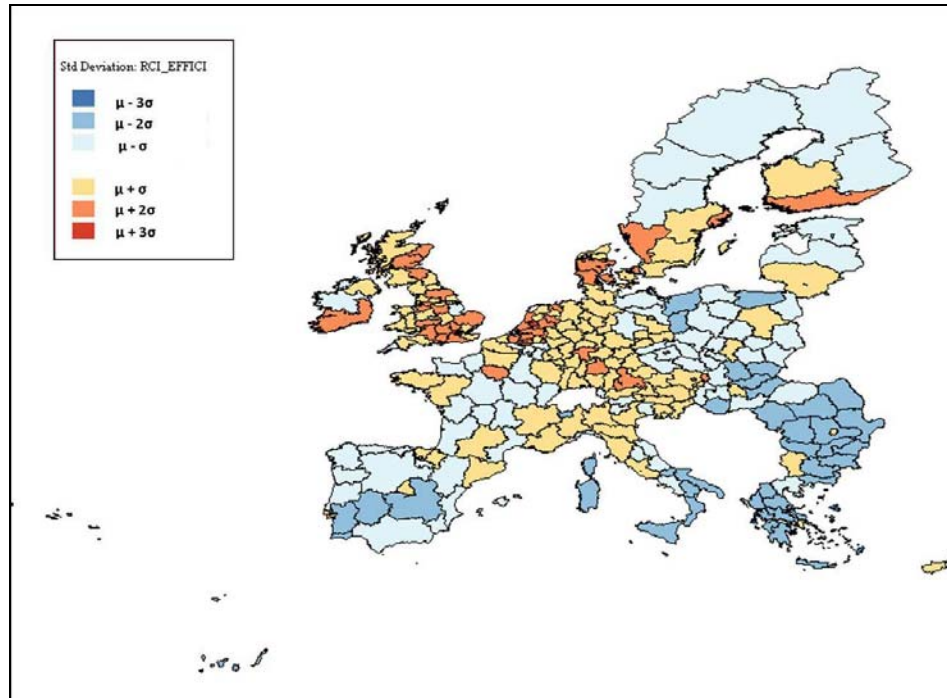 Std Deviation: RCI_EFFICI
μ - 3σ
μ - 2σ
μ - σ
μ + σ
μ + 2σ
μ + 3σ